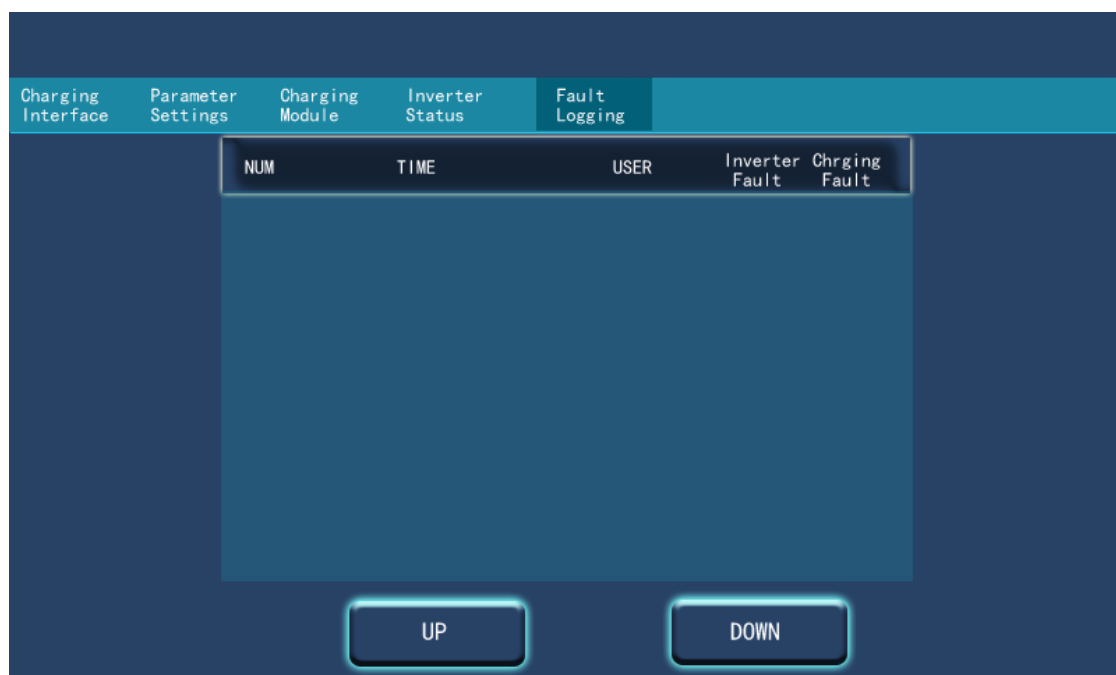 Charging Parameter Charging Inverter Fault
Interface Settings Module Status Logging
NUM TIME USER Inverter Chrging
Fault Fault
UP DOWN